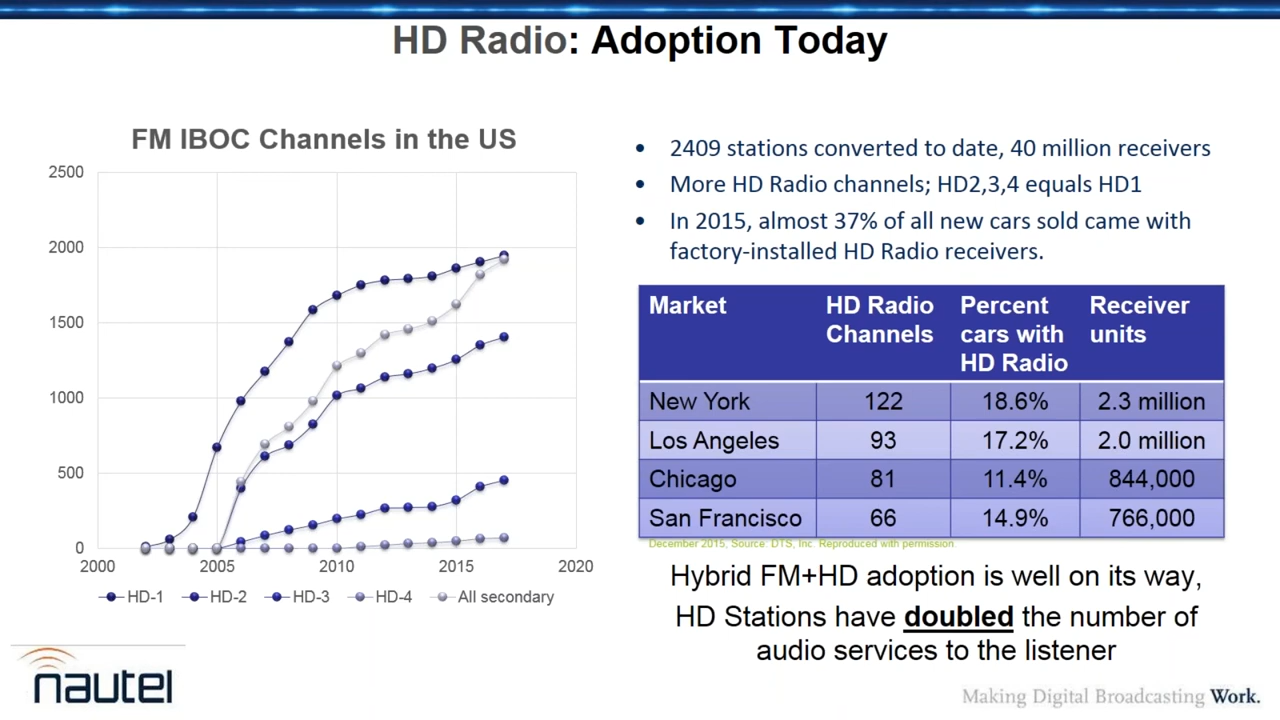 HD Radio: Adoption Today
FM IBOC Channels in the US
2500
2000
1500
1000
500
0
2000 2005 2010 2015 2020
HD-1 HD-2 HD-3 HD-4 All secondary
• 2409 stations converted to date, 40 million receivers
• More HD Radio channels; HD2,3,4 equals HD1
• In 2015, almost 37% of all new cars sold came with
factory-installed HD Radio receivers.
Market HD Radio Percent Receiver
Channels cars with units
HD Radio
New York 122 18.6% 2.3 million
Los Angeles 93 17.2% 2.0 million
Chicago 81 11.4% 844,000
San Francisco 66 14.9% 766,000
December 2015, Source: DTS, Inc. Reproduced with permission.
Hybrid FM+HD adoption is well on its way,
HD Stations have doubled the number of
audio services to the listener
nautel
Making Digital Broadcasting Work.